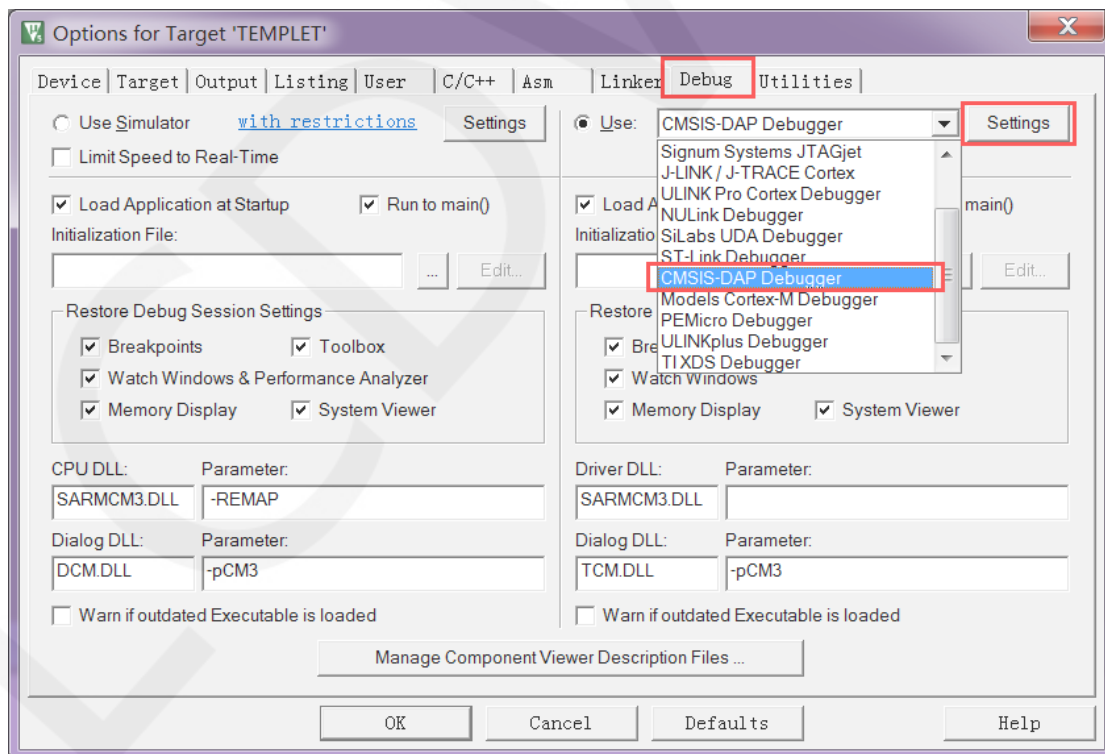 Options for Target 'TEMPLET'
Device Target Output Listing User C/C++ Asm Linker Debug Utilities
Use Simulator with restrictions Settings
Limit Speed to Real-Time
Load Application at Startup Run to main()
Initialization File:
... Edit...
Restore Debug Session Settings
Breakpoints Toolbox
Watch Windows & Performance Analyzer
Memory Display System Viewer
CPU DLL: Parameter:
SARMCM3.DLL -REMAP
Dialog DLL: Parameter:
DCM.DLL -pCM3
Warn if outdated Executable is loaded
Use: CMSIS-DAP Debugger Settings
Signum Systems JTAGjet
J-LINK / J-TRACE Cortex
ULINK Pro Cortex Debugger
NULink Debugger
SiLabs UDA Debugger
ST-Link Debugger
CMSIS-DAP Debugger
Models Cortex-M Debugger
PEMicro Debugger
ULINKplus Debugger
TI XDS Debugger
Load A main()
Initializatio
Edit...
Restore
Bre
Watch Windows
Memory Display System Viewer
Driver DLL: Parameter:
SARMCM3.DLL
Dialog DLL: Parameter:
TCM.DLL -pCM3
Warn if outdated Executable is loaded
Manage Component Viewer Description Files ...
OK Cancel Defaults Help